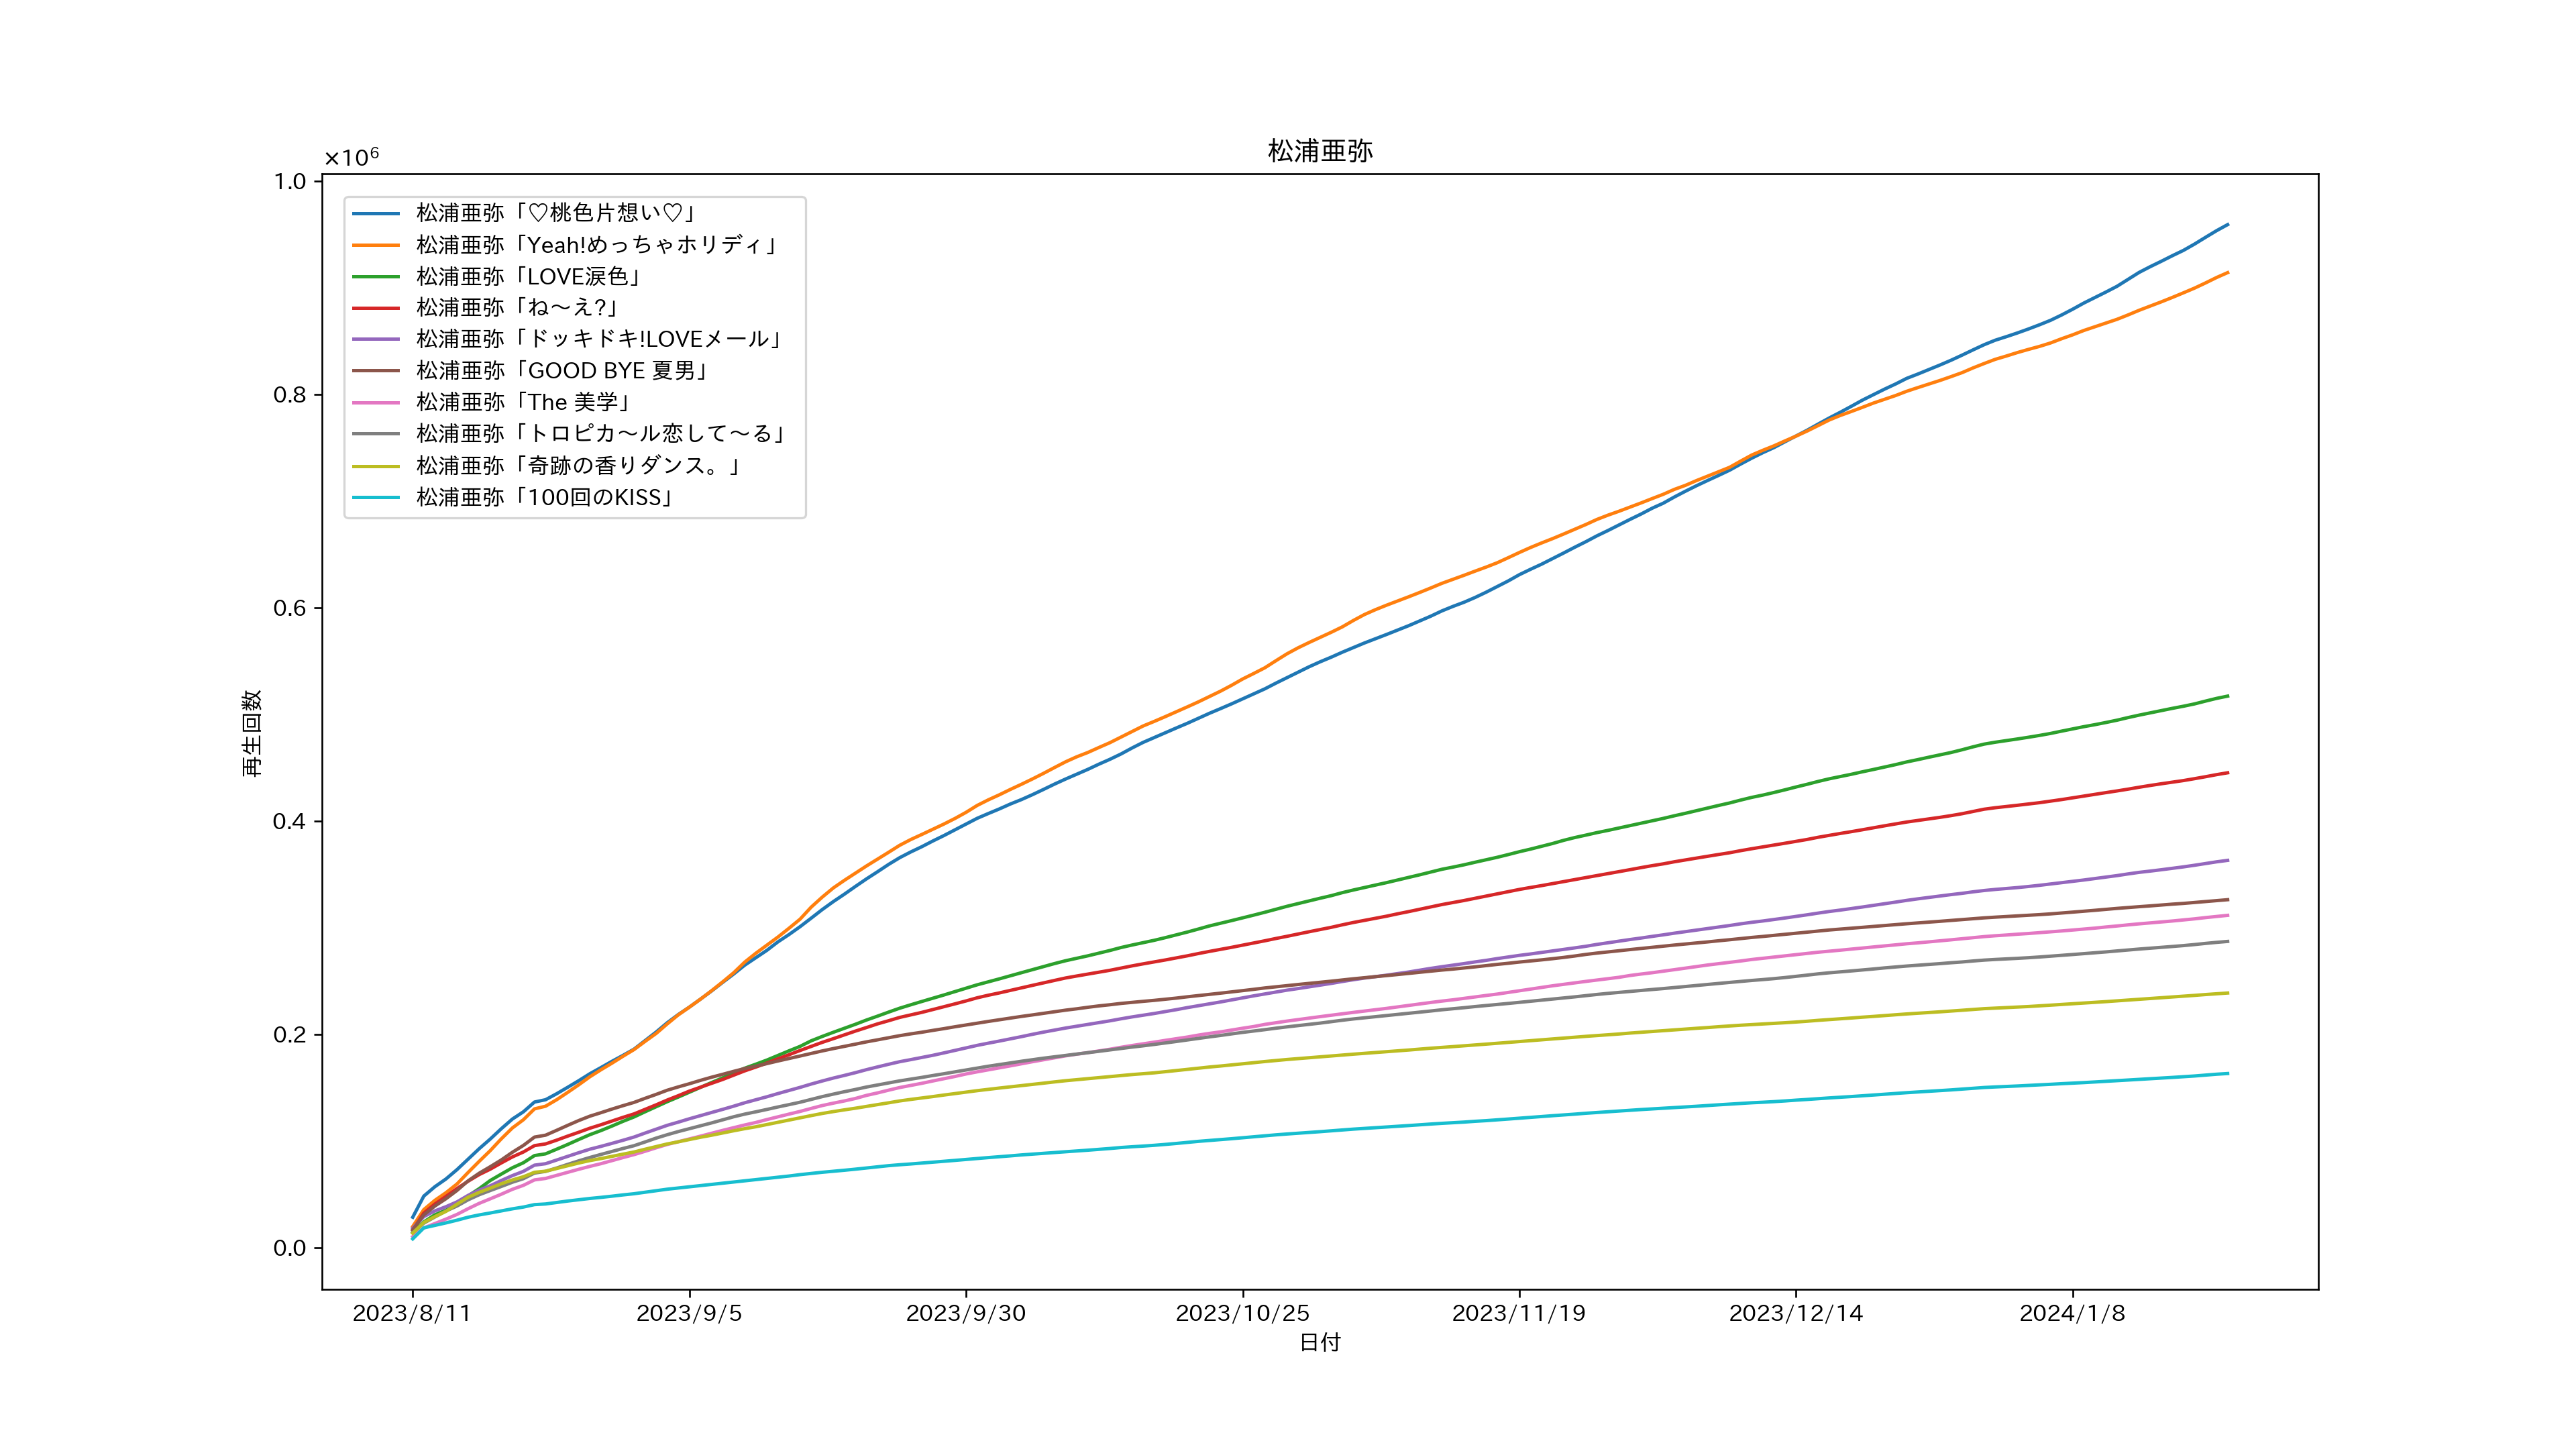 松浦亜弥
×10⁶
1.0
0.8
0.6
0.4
0.2
0.0
再生回数
松浦亜弥「♡桃色片想い♡」
松浦亜弥「Yeah!めっちゃホリディ」
松浦亜弥「LOVE涙色」
松浦亜弥「ね〜え?」
松浦亜弥「ドッキドキ!LOVEメール」
松浦亜弥「GOOD BYE 夏男」
松浦亜弥「The 美学」
松浦亜弥「トロピカ〜ル恋して〜る」
松浦亜弥「奇跡の香りダンス。」
松浦亜弥「100回のKISS」
2023/8/11 2023/9/5 2023/9/30 2023/10/25 2023/11/19 2023/12/14 2024/1/8
日付